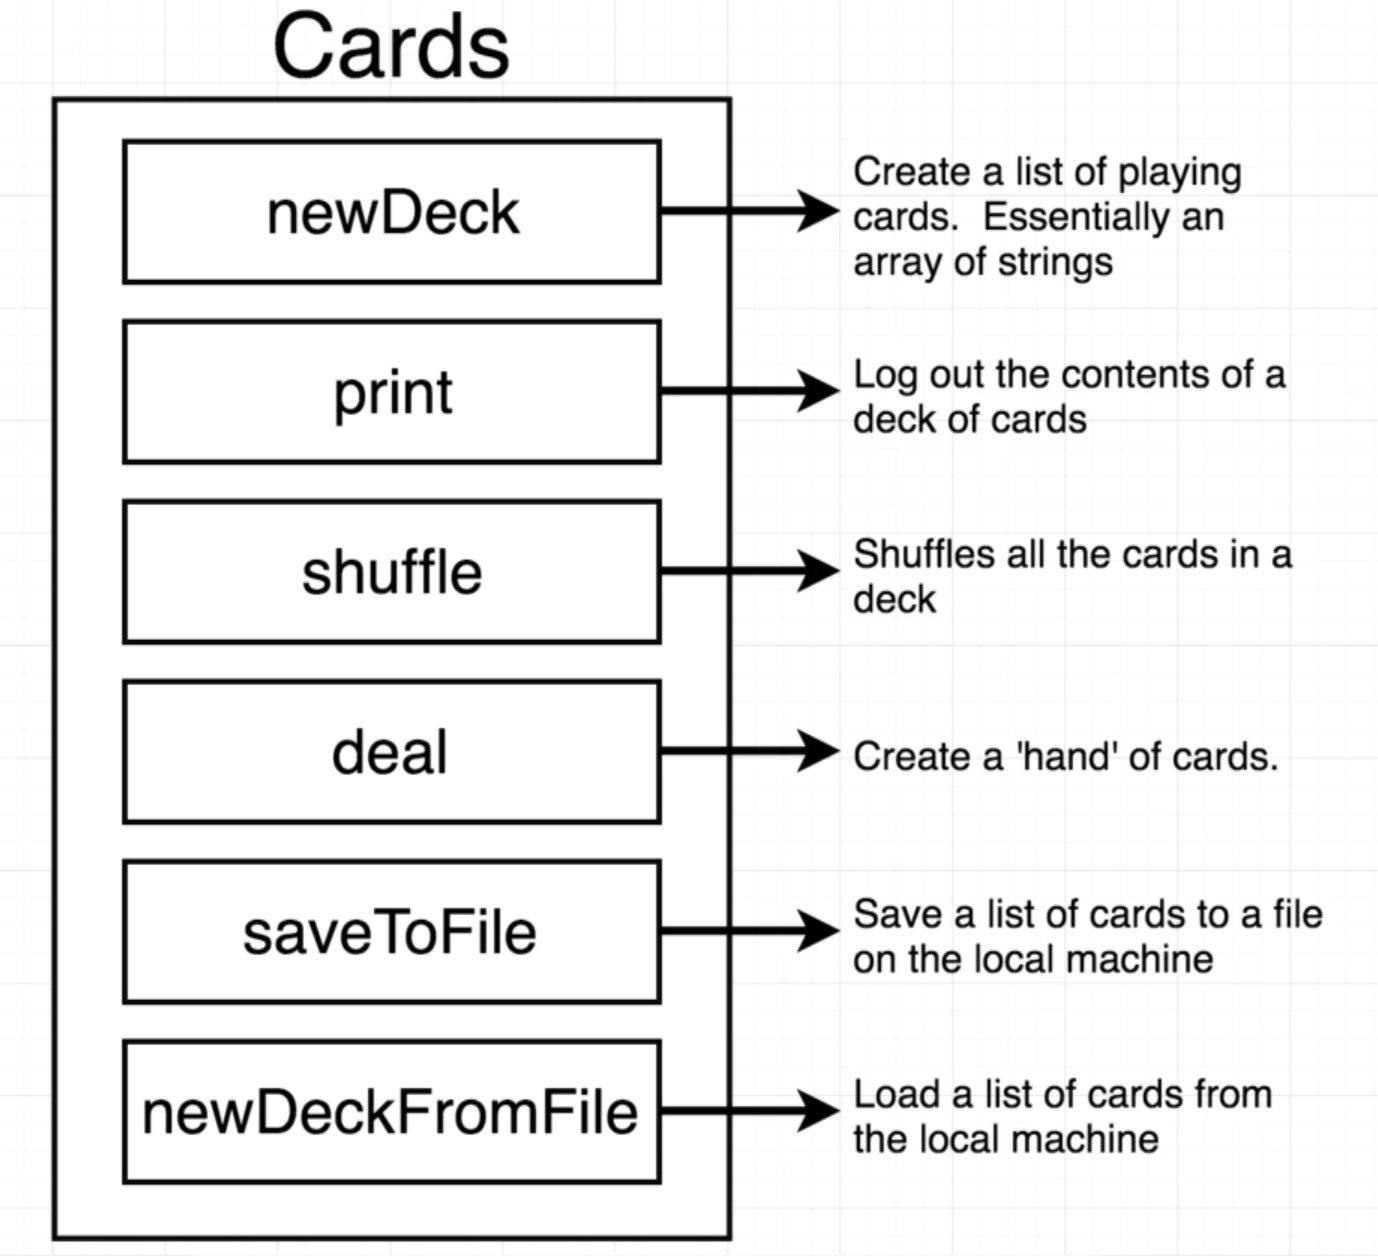 Cards
newDeck
Create a list of playing
cards.  Essentially an
array of strings
print
Log out the contents of a
deck of cards
shuffle
Shuffles all the cards in a
deck
deal
Create a 'hand' of cards.
saveToFile
Save a list of cards to a file
on the local machine
newDeckFromFile
Load a list of cards from
the local machine